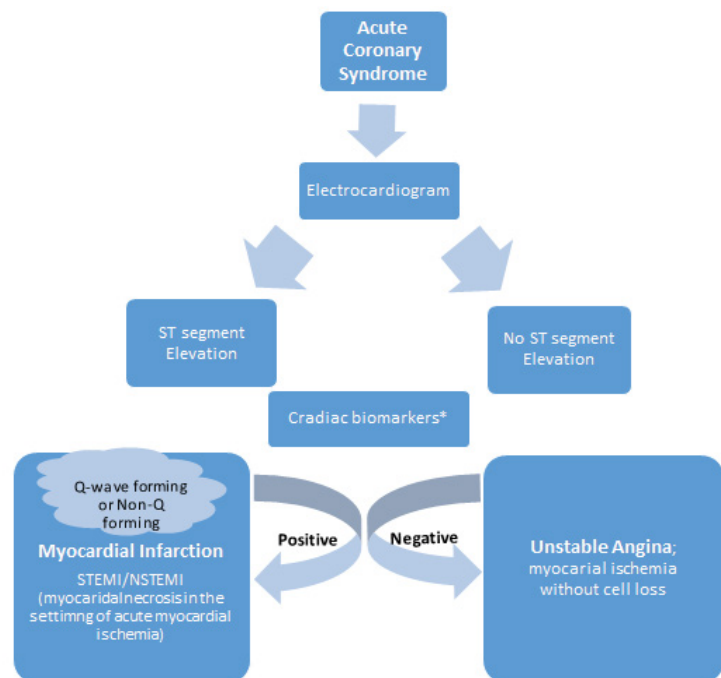 Acute
Coronary
Syndrome
Electrocardiogram
ST segment
Elevation
No ST segment
Elevation
Cradiac biomarkers*
Q-wave forming
or Non-Q
forming
Myocardial Infarction
STEMI/NSTEMI
(myocaridal necrosis in the
settimng of acute myocardial
ischemia)
Positive
Negative
Unstable Angina;
myocarial ischemia
without cell loss